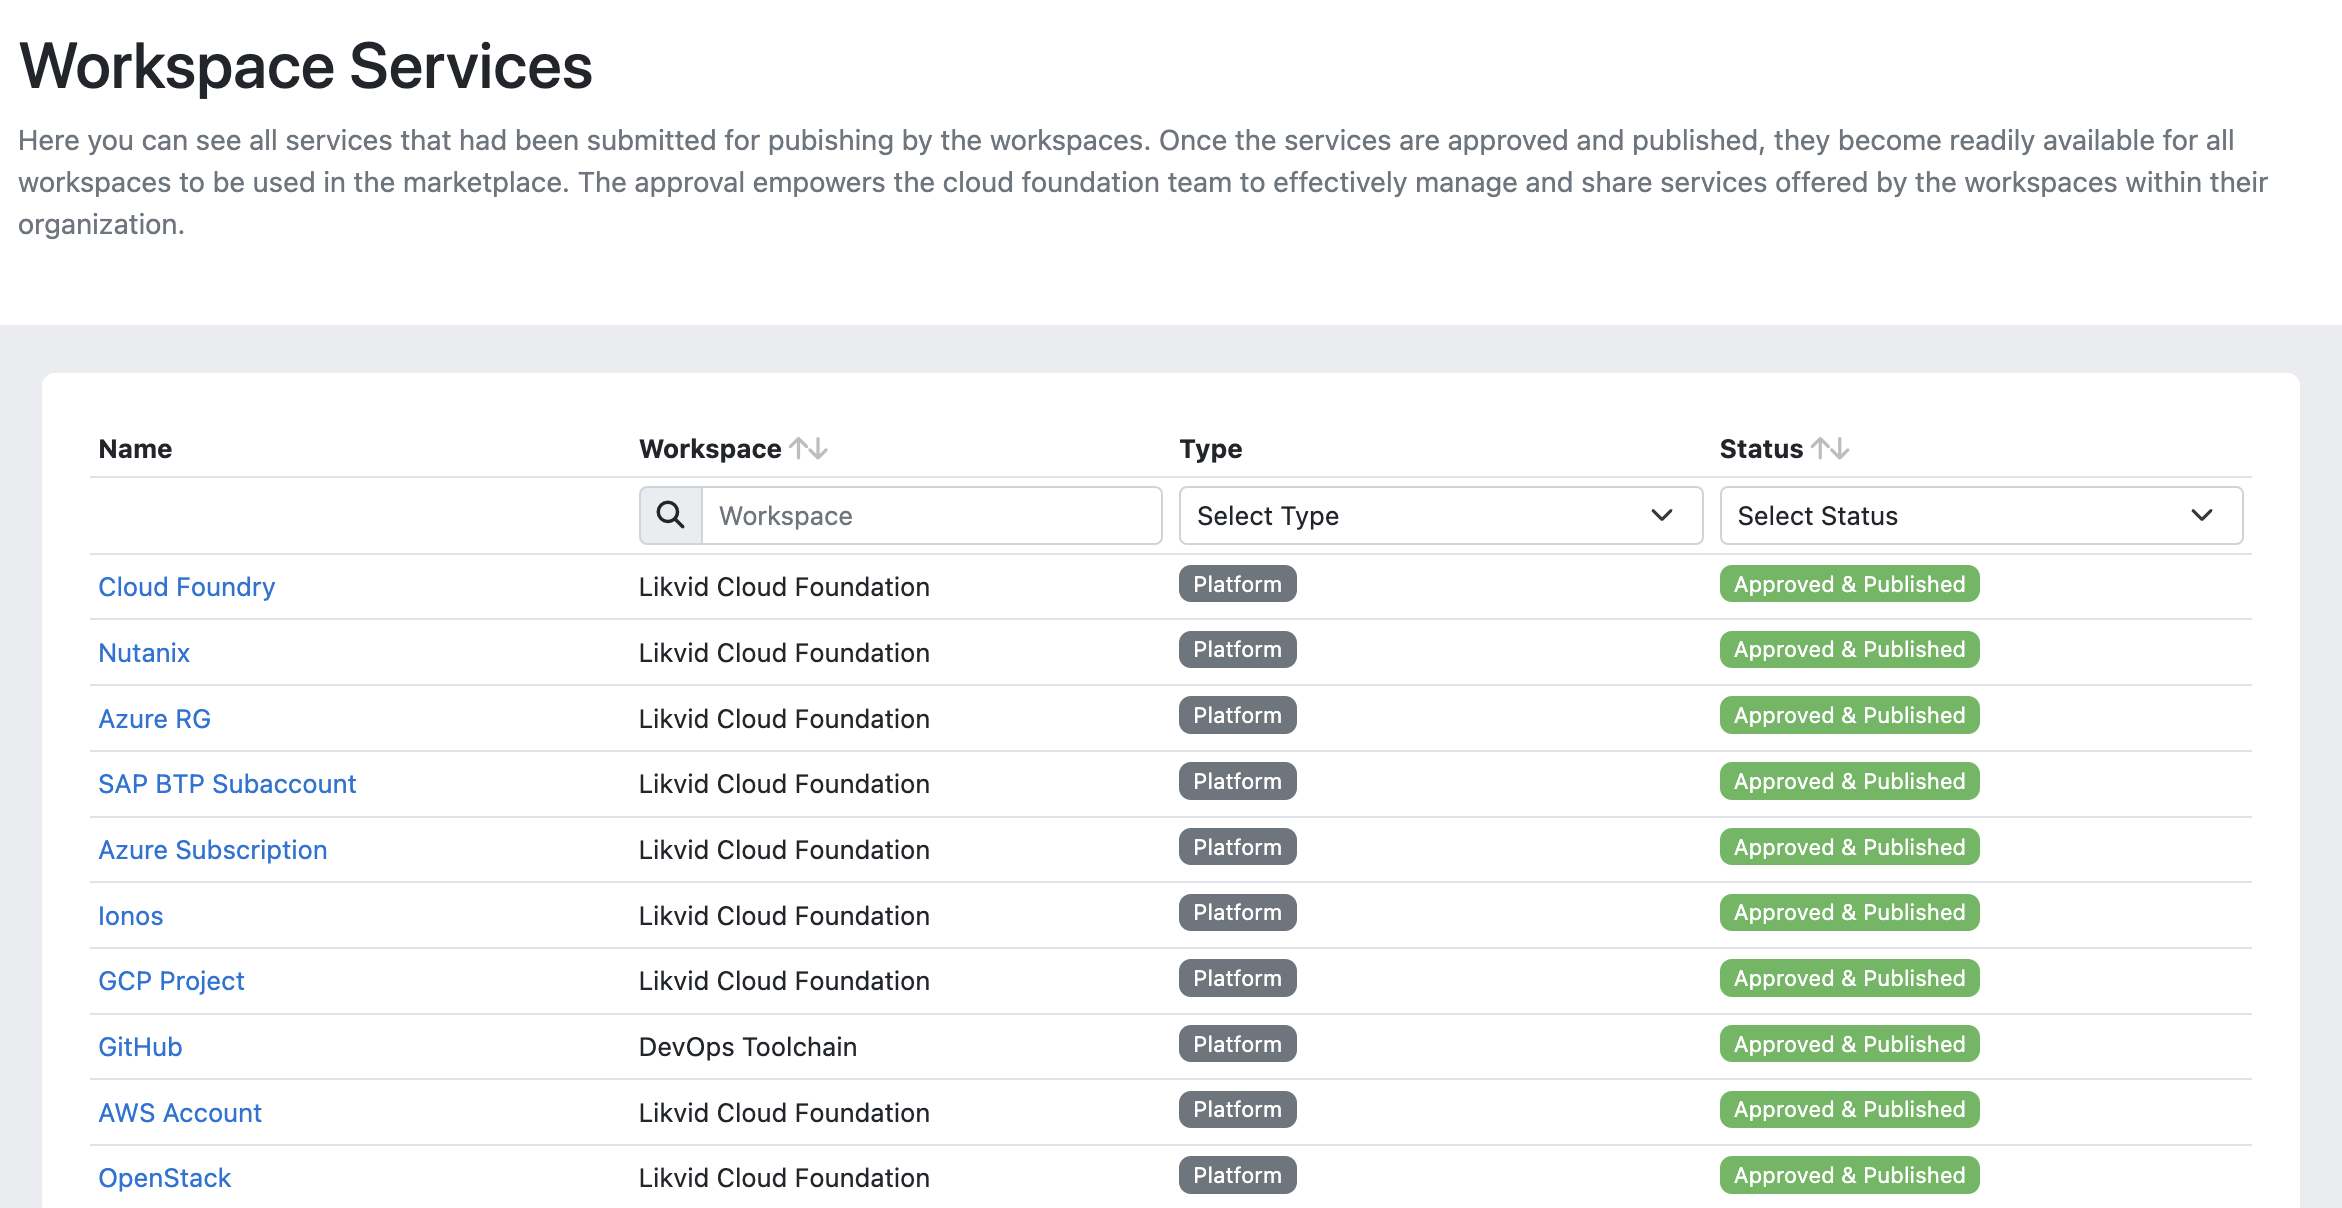 Workspace Services
Here you can see all services that had been submitted for pubishing by the workspaces. Once the services are approved and published, they become readily available for all
workspaces to be used in the marketplace. The approval empowers the cloud foundation team to effectively manage and share services offered by the workspaces within their
organization.
Name Workspace Type Status
Workspace Select Type Select Status
Cloud Foundry Likvid Cloud Foundation Platform Approved & Published
Nutanix Likvid Cloud Foundation Platform Approved & Published
Azure RG Likvid Cloud Foundation Platform Approved & Published
SAP BTP Subaccount Likvid Cloud Foundation Platform Approved & Published
Azure Subscription Likvid Cloud Foundation Platform Approved & Published
Ionos Likvid Cloud Foundation Platform Approved & Published
GCP Project Likvid Cloud Foundation Platform Approved & Published
GitHub DevOps Toolchain Platform Approved & Published
AWS Account Likvid Cloud Foundation Platform Approved & Published
OpenStack Likvid Cloud Foundation Platform Approved & Published